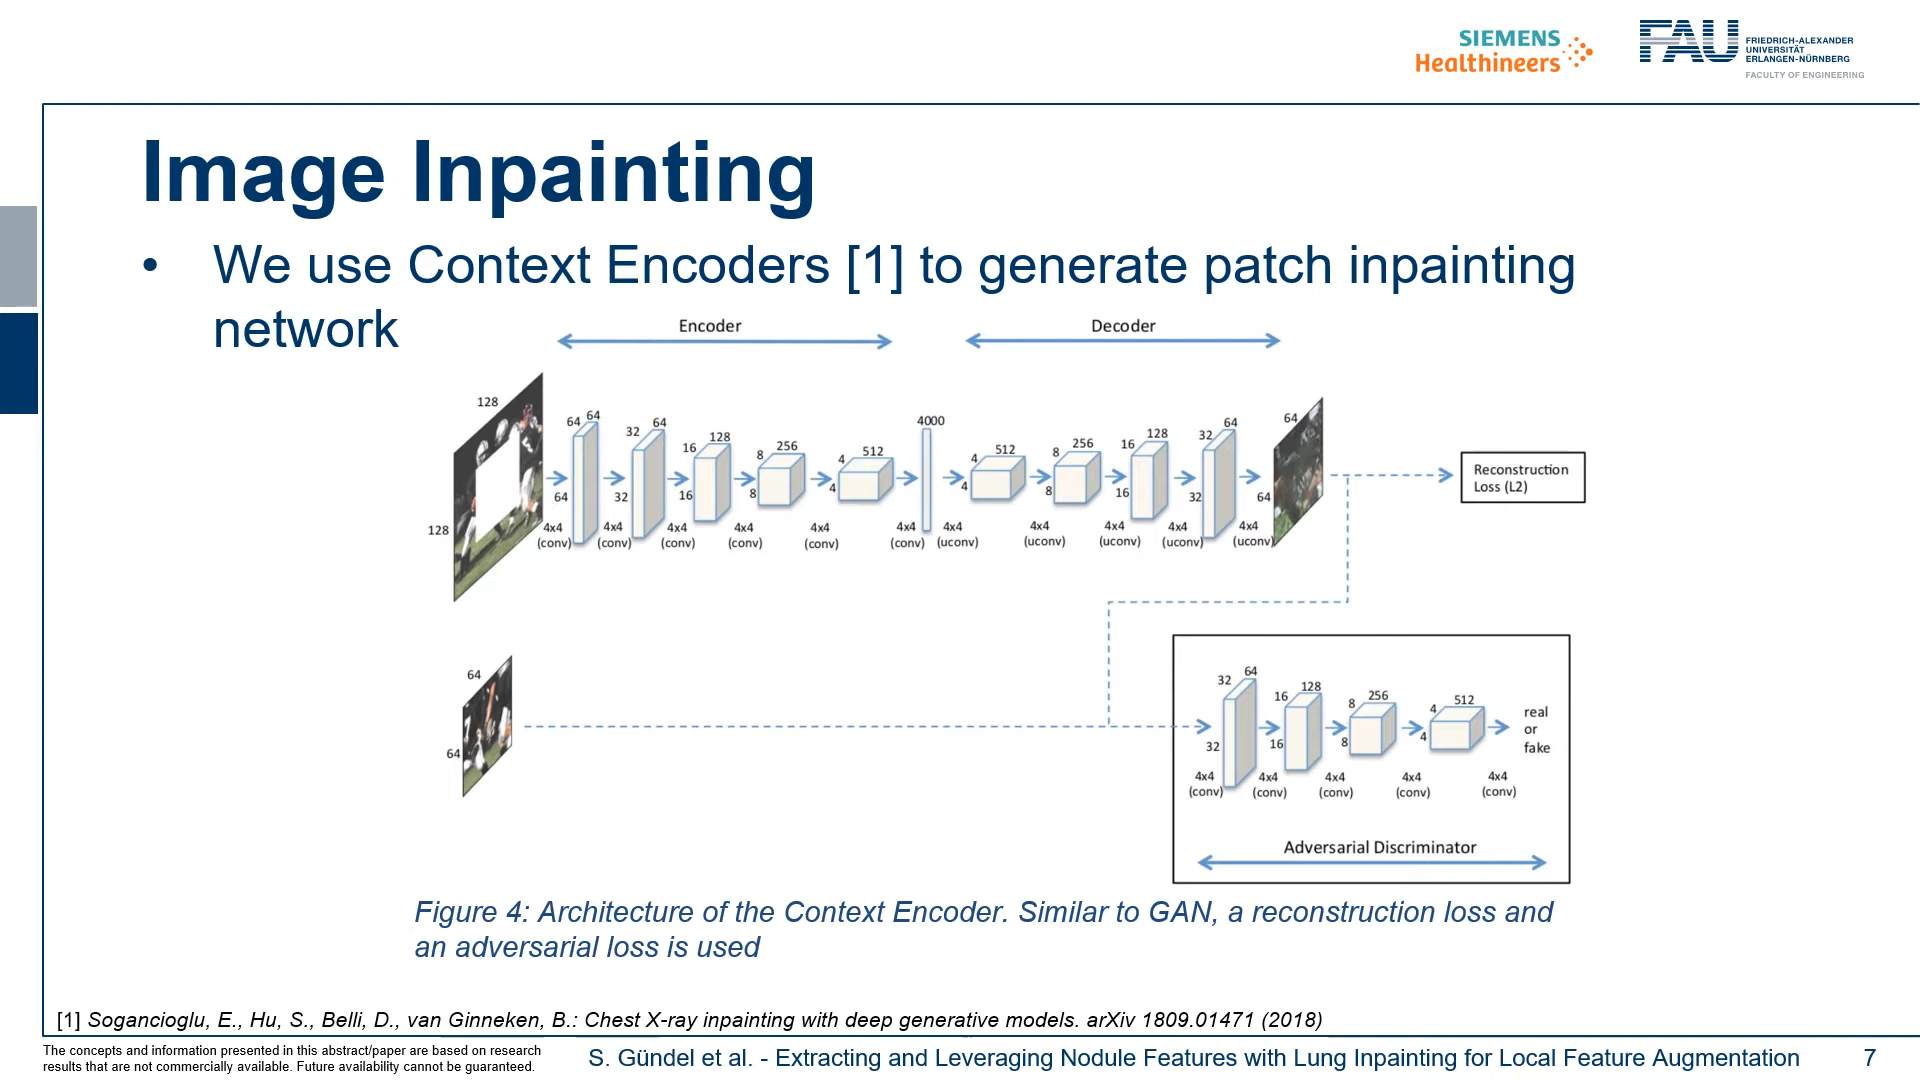 SIEMENS
Healthineers
FAU
FRIEDRICH-ALEXANDER
UNIVERSITÄT
ERLANGEN-NÜRNBERG
FACULTY OF ENGINEERING
Image Inpainting
• We use Context Encoders [1] to generate patch inpainting
network
Encoder
Decoder
128
128
64 64
64
4x4
(conv)
32 64
32
4x4
(conv)
16 128
16
4x4
(conv)
8 256
8
4x4
(conv)
4 512
4
4x4
(conv)
4000
4x4
(conv)
4 512
4
4x4
(uconv)
8 256
8
4x4
(uconv)
16 128
16
4x4
(uconv)
32 64
32
4x4
(uconv)
64
64
4x4
(uconv)
Reconstruction
Loss (L2)
64
64
32 64
32
4x4
(conv)
16 128
16
4x4
(conv)
8 256
8
4x4
(conv)
4 512
4
4x4
(conv)
4x4
(conv)
real
or
fake
Adversarial Discriminator
Figure 4: Architecture of the Context Encoder. Similar to GAN, a reconstruction loss and
an adversarial loss is used
[1] Sogancioglu, E., Hu, S., Belli, D., van Ginneken, B.: Chest X-ray inpainting with deep generative models. arXiv 1809.01471 (2018)
The concepts and information presented in this abstract/paper are based on research
results that are not commercially available. Future availability cannot be guaranteed.
S. Gündel et al. - Extracting and Leveraging Nodule Features with Lung Inpainting for Local Feature Augmentation
7